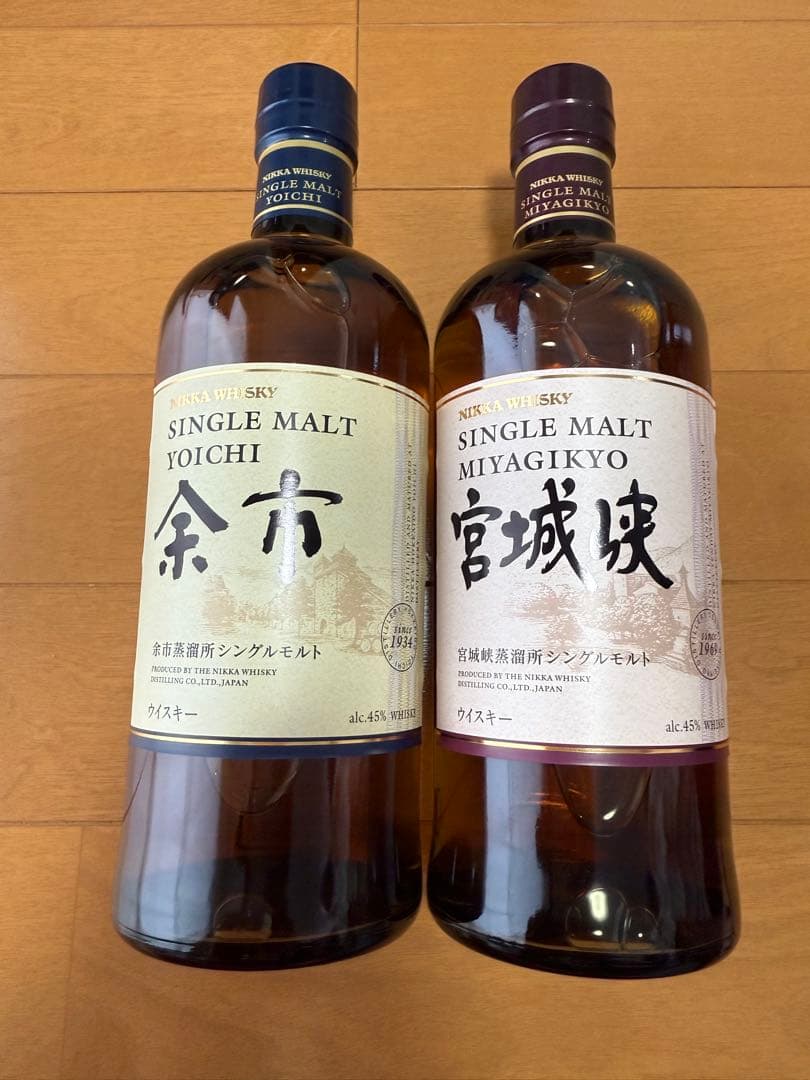 NIKKA WHISKY
SINGLE MALT
YOICHI
NIKKA WHISKY
SINGLE MALT
YOICHI
余市
余市蒸溜所シングルモルト
PRODUCED BY THE NIKKA WHISKY
DISTILLING CO.,LTD.,JAPAN
since
1934
ウイスキー
alc.45% WHISKY
NIKKA WHISKY
SINGLE MALT
MIYAGIKYO
NIKKA WHISKY
SINGLE MALT
MIYAGIKYO
宮城峡
宮城峡蒸溜所シングルモルト
PRODUCED BY THE NIKKA WHISKY
DISTILLING CO.,LTD.,JAPAN
since
1969
ウイスキー
alc.45% WHISKY